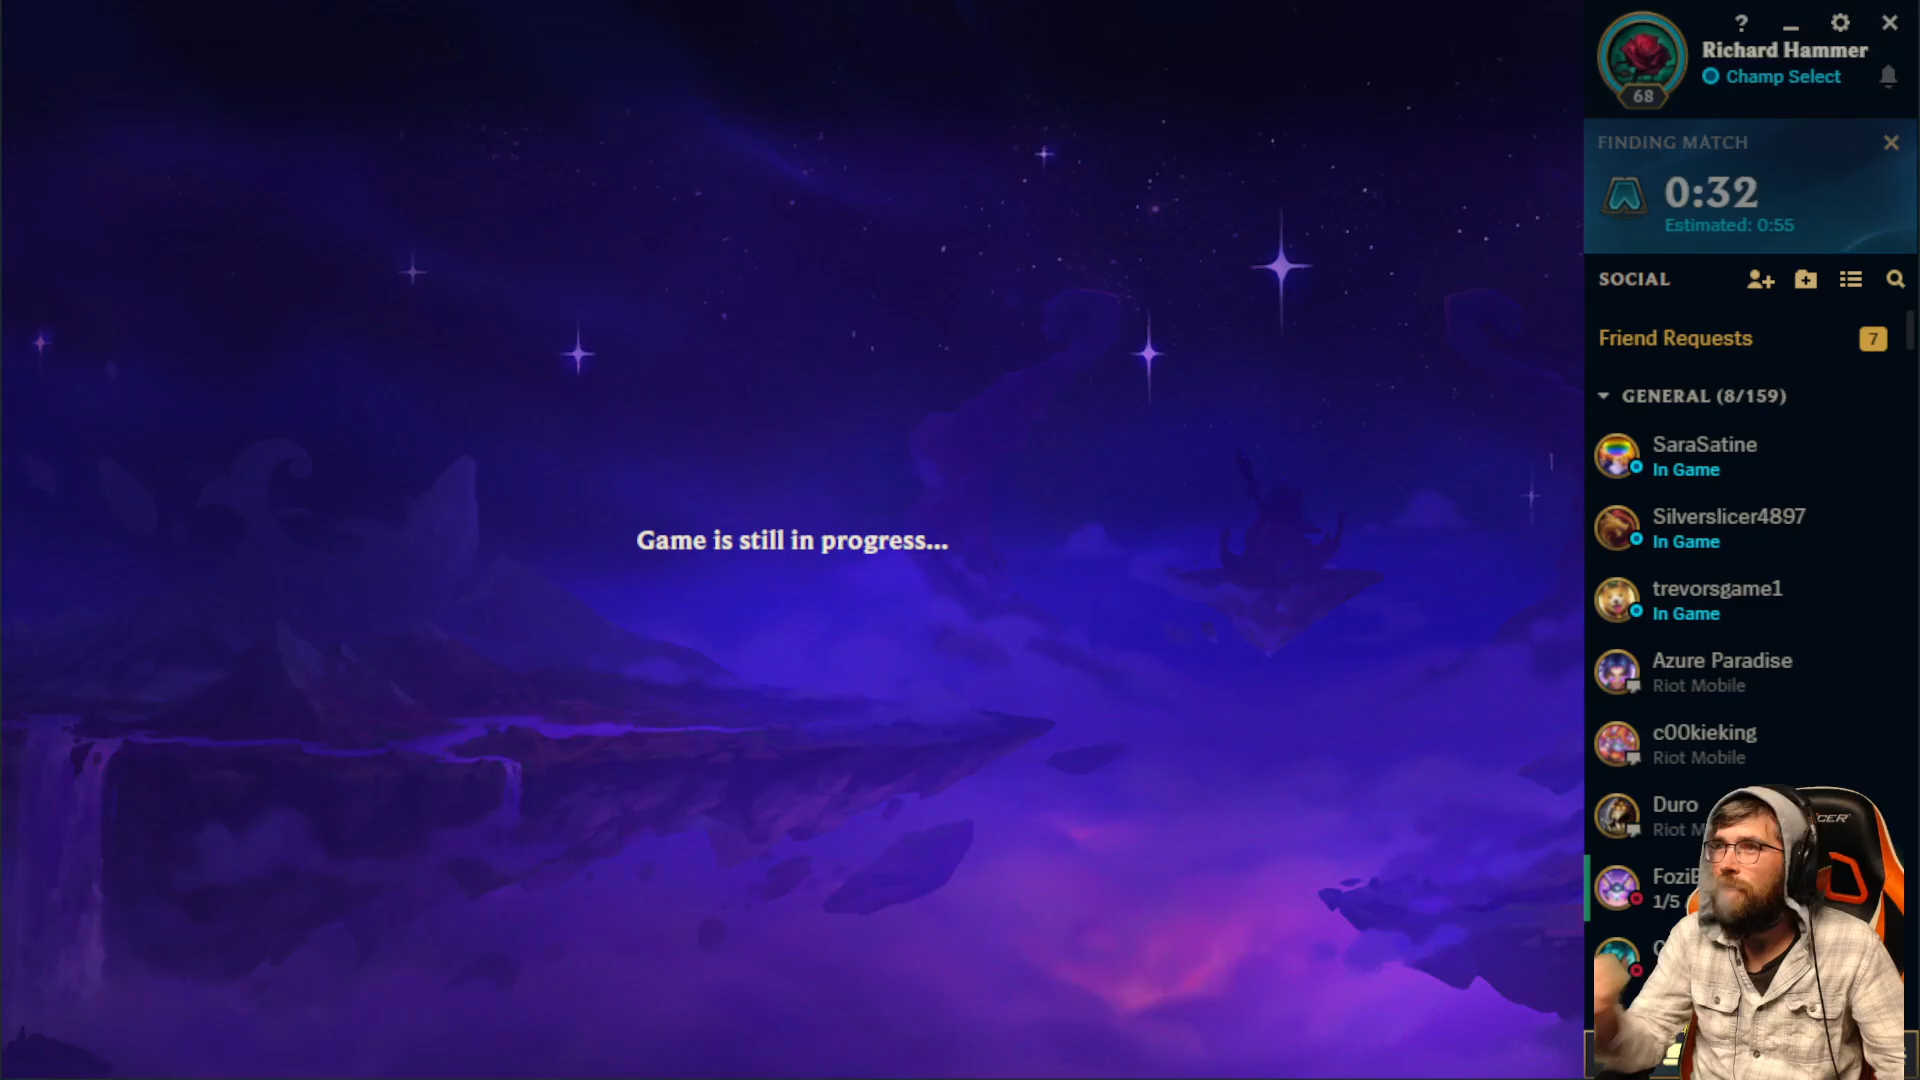 ?
Richard Hammer
Champ Select
68
FINDING MATCH
0:32
Estimated: 0:55
SOCIAL
Friend Requests
7
GENERAL (8/159)
SaraSatine
In Game
Silverslicer4897
In Game
trevorsgame1
In Game
Azure Paradise
Riot Mobile
c00kieking
Riot Mobile
Duro
Riot
1/5
Game is still in progress...